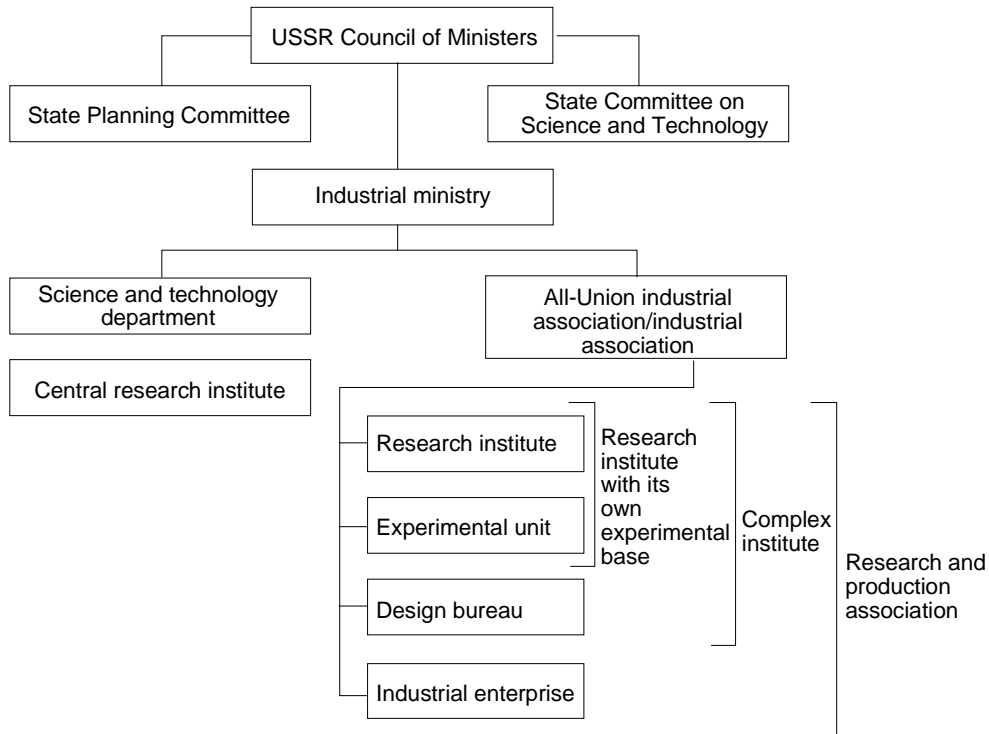 USSR Council of Ministers
State Planning Committee
State Committee on
Science and Technology
Industrial ministry
Science and technology
department
All-Union industrial
association/industrial
association
Central research institute
Research institute
Experimental unit
Design bureau
Industrial enterprise
Research
institute
with its
own
experimental
base
Complex
institute
Research and
production
association